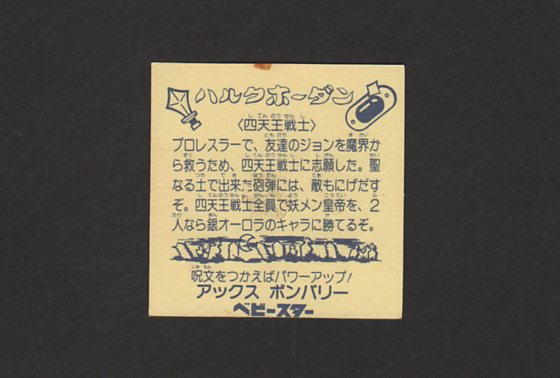 ハルクホーガン
〈四天王戦士〉
プロレスラーで、友達のジョンを魔界か
ら救うため、四天王戦士に志願した。聖
なる土で出来た砲弾には、敵もにげだす
ぞ。四天王戦士全員で妖メン皇帝を、2
人なら銀オーロラのキャラに勝てるぞ。
呪文をつかえばパワーアップ!
アックス ボンバリー
ベビースター